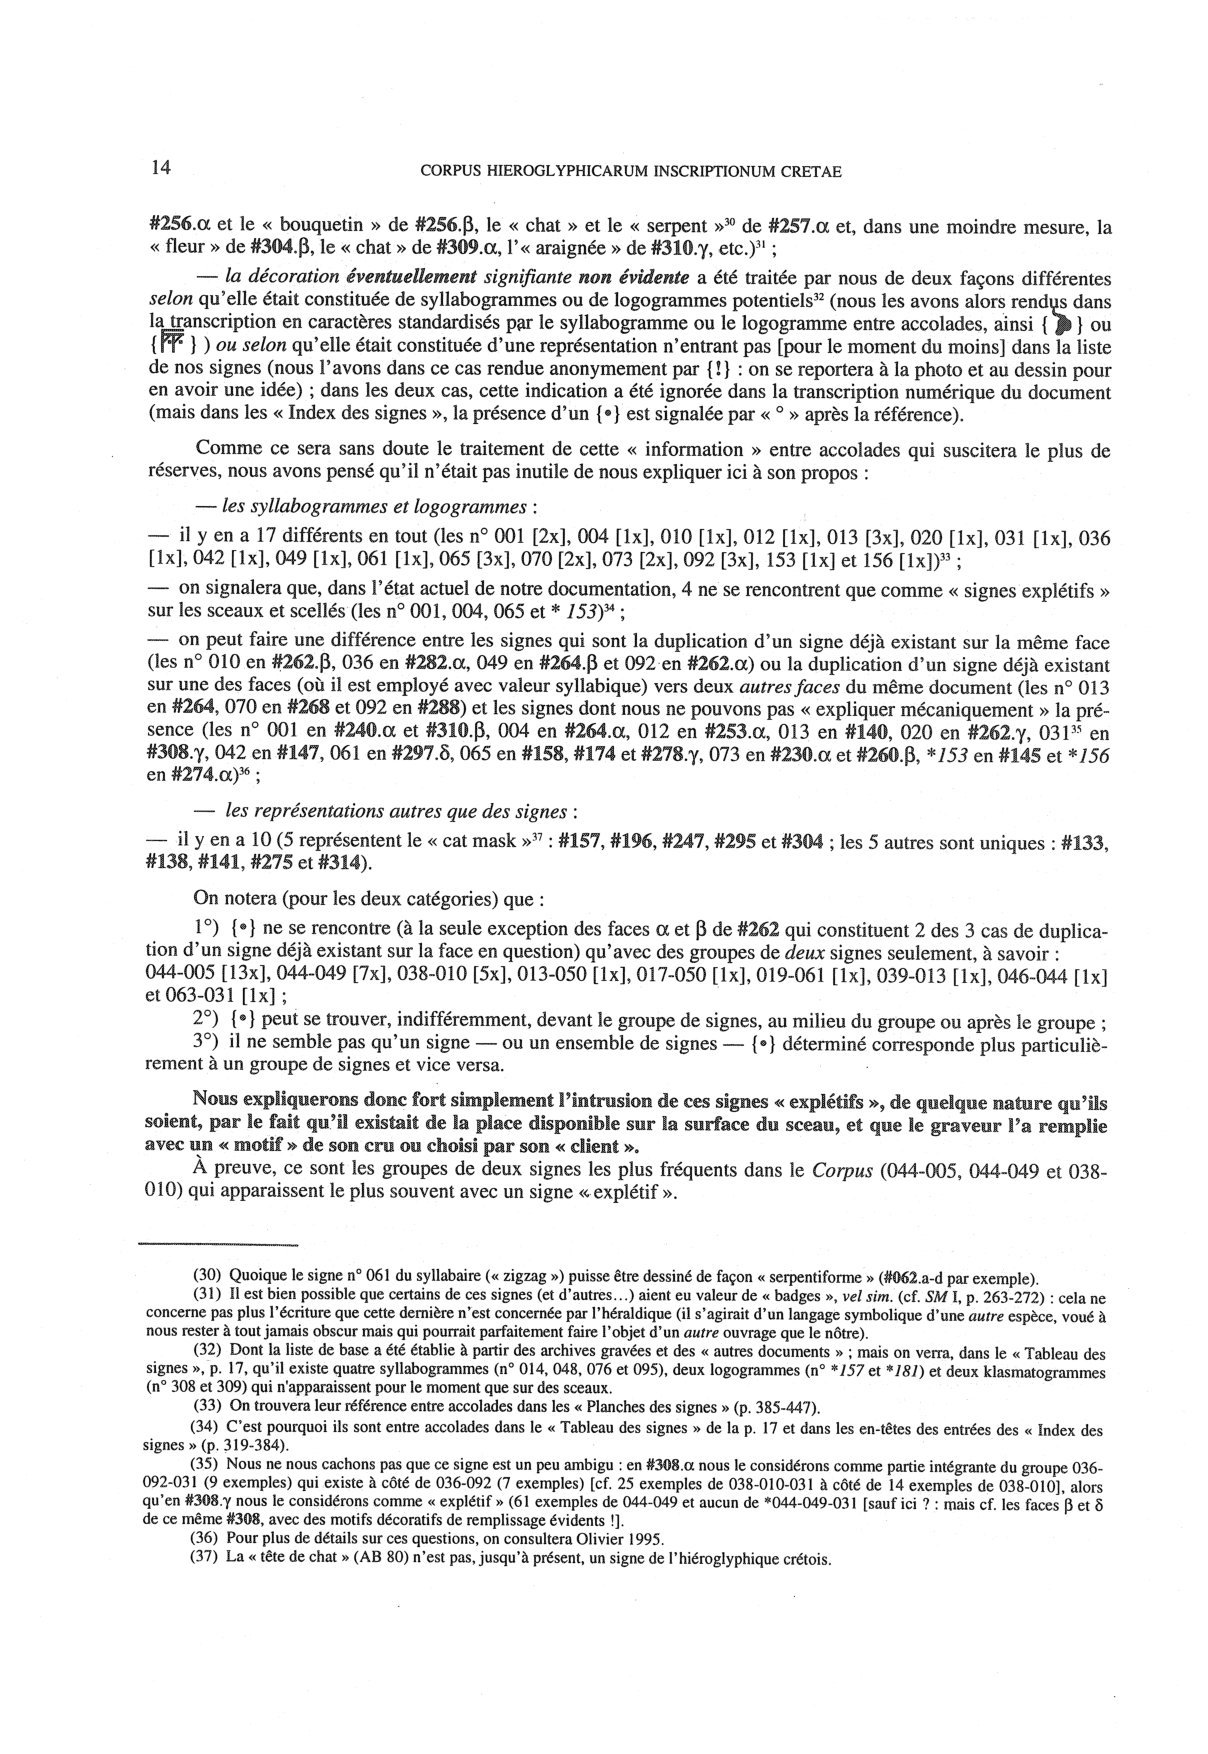 14
CORPUS HIEROGLYPHICARUM INSCRIPTIONUM CRETAE
#256.α et le « bouquetin » de #256.β, le « chat » et le « serpent »³⁰ de #257.α et, dans une moindre mesure, la
« fleur » de #304.β, le « chat » de #309.α, l'« araignée » de #310.γ, etc.)³¹ ;
— la décoration éventuellement signifiante non évidente a été traitée par nous de deux façons différentes
selon qu'elle était constituée de syllabogrammes ou de logogrammes potentiels³² (nous les avons alors rendus dans
la transcription en caractères standardisés par le syllabogramme ou le logogramme entre accolades, ainsi { } ou
{ } ) ou selon qu'elle était constituée d'une représentation n'entrant pas [pour le moment du moins] dans la liste
de nos signes (nous l'avons dans ce cas rendue anonymement par {!} : on se reportera à la photo et au dessin pour
en avoir une idée) ; dans les deux cas, cette indication a été ignorée dans la transcription numérique du document
(mais dans les « Index des signes », la présence d'un {•} est signalée par « ° » après la référence).
Comme ce sera sans doute le traitement de cette « information » entre accolades qui suscitera le plus de
réserves, nous avons pensé qu'il n'était pas inutile de nous expliquer ici à son propos :
— les syllabogrammes et logogrammes :
— il y en a 17 différents en tout (les n° 001 [2x], 004 [1x], 010 [1x], 012 [1x], 013 [3x], 020 [1x], 031 [1x], 036
[1x], 042 [1x], 049 [1x], 061 [1x], 065 [3x], 070 [2x], 073 [2x], 092 [3x], 153 [1x] et 156 [1x])³³ ;
— on signalera que, dans l'état actuel de notre documentation, 4 ne se rencontrent que comme « signes explétifs »
sur les sceaux et scellés (les n° 001, 004, 065 et * 153)³⁴ ;
— on peut faire une différence entre les signes qui sont la duplication d'un signe déjà existant sur la même face
(les n° 010 en #262.β, 036 en #282.α, 049 en #264.β et 092 en #262.α) ou la duplication d'un signe déjà existant
sur une des faces (où il est employé avec valeur syllabique) vers deux autres faces du même document (les n° 013
en #264, 070 en #268 et 092 en #288) et les signes dont nous ne pouvons pas « expliquer mécaniquement » la pré-
sence (les n° 001 en #240.α et #310.β, 004 en #264.α, 012 en #253.α, 013 en #140, 020 en #262.γ, 031³⁵ en
#308.γ, 042 en #147, 061 en #297.δ, 065 en #158, #174 et #278.γ, 073 en #230.α et #260.β, *153 en #145 et *156
en #274.α)³⁶ ;
— les représentations autres que des signes :
— il y en a 10 (5 représentent le « cat mask »³⁷ : #157, #196, #247, #295 et #304 ; les 5 autres sont uniques : #133,
#138, #141, #275 et #314).
On notera (pour les deux catégories) que :
1°) {•} ne se rencontre (à la seule exception des faces α et β de #262 qui constituent 2 des 3 cas de duplica-
tion d'un signe déjà existant sur la face en question) qu'avec des groupes de deux signes seulement, à savoir :
044-005 [13x], 044-049 [7x], 038-010 [5x], 013-050 [1x], 017-050 [1x], 019-061 [1x], 039-013 [1x], 046-044 [1x]
et 063-031 [1x] ;
2°) {•} peut se trouver, indifféremment, devant le groupe de signes, au milieu du groupe ou après le groupe ;
3°) il ne semble pas qu'un signe — ou un ensemble de signes — {•} déterminé corresponde plus particuliè-
rement à un groupe de signes et vice versa.
Nous expliquerons donc fort simplement l'intrusion de ces signes « explétifs », de quelque nature qu'ils
soient, par le fait qu'il existait de la place disponible sur la surface du sceau, et que le graveur l'a remplie
avec un « motif » de son cru ou choisi par son « client ».
À preuve, ce sont les groupes de deux signes les plus fréquents dans le Corpus (044-005, 044-049 et 038-
010) qui apparaissent le plus souvent avec un signe « explétif ».
(30) Quoique le signe n° 061 du syllabaire (« zigzag ») puisse être dessiné de façon « serpentiforme » (#062.a-d par exemple).
(31) Il est bien possible que certains de ces signes (et d'autres...) aient eu valeur de « badges », vel sim. (cf. SM I, p. 263-272) : cela ne
concerne pas plus l'écriture que cette dernière n'est concernée par l'héraldique (il s'agirait d'un langage symbolique d'une autre espèce, voué à
nous rester à tout jamais obscur mais qui pourrait parfaitement faire l'objet d'un autre ouvrage que le nôtre).
(32) Dont la liste de base a été établie à partir des archives gravées et des « autres documents » ; mais on verra, dans le « Tableau des
signes », p. 17, qu'il existe quatre syllabogrammes (n° 014, 048, 076 et 095), deux logogrammes (n° *157 et *181) et deux klasmatogrammes
(n° 308 et 309) qui n'apparaissent pour le moment que sur des sceaux.
(33) On trouvera leur référence entre accolades dans les « Planches des signes » (p. 385-447).
(34) C'est pourquoi ils sont entre accolades dans le « Tableau des signes » de la p. 17 et dans les en-têtes des entrées des « Index des
signes » (p. 319-384).
(35) Nous ne nous cachons pas que ce signe est un peu ambigu : en #308.α nous le considérons comme partie intégrante du groupe 036-
092-031 (9 exemples) qui existe à côté de 036-092 (7 exemples) [cf. 25 exemples de 038-010-031 à côté de 14 exemples de 038-010], alors
qu'en #308.γ nous le considérons comme « explétif » (61 exemples de 044-049 et aucun de *044-049-031 [sauf ici ? : mais cf. les faces β et δ
de ce même #308, avec des motifs décoratifs de remplissage évidents !].
(36) Pour plus de détails sur ces questions, on consultera Olivier 1995.
(37) La « tête de chat » (AB 80) n'est pas, jusqu'à présent, un signe de l'hiéroglyphique crétois.